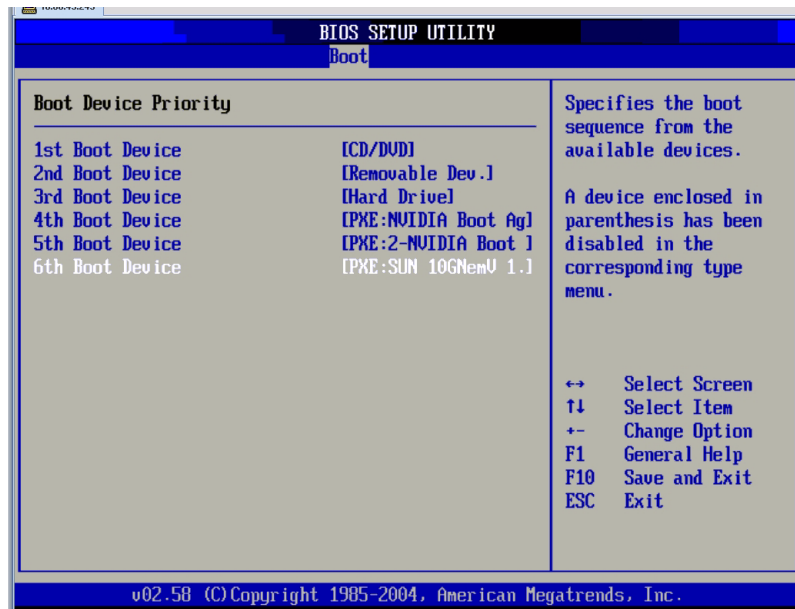 BIOS SETUP UTILITY
Boot
Boot Device Priority
1st Boot Device [CD/DVD]
2nd Boot Device [Removable Dev.]
3rd Boot Device [Hard Drive]
4th Boot Device [PXE:NVIDIA Boot Ag]
5th Boot Device [PXE:2-NVIDIA Boot ]
6th Boot Device [PXE:SUN 10GNemV 1.]
Specifies the boot
sequence from the
available devices.
A device enclosed in
parenthesis has been
disabled in the
corresponding type
menu.
↔ Select Screen
↑↓ Select Item
+- Change Option
F1 General Help
F10 Save and Exit
ESC Exit
v02.58 (C)Copyright 1985-2004, American Megatrends, Inc.